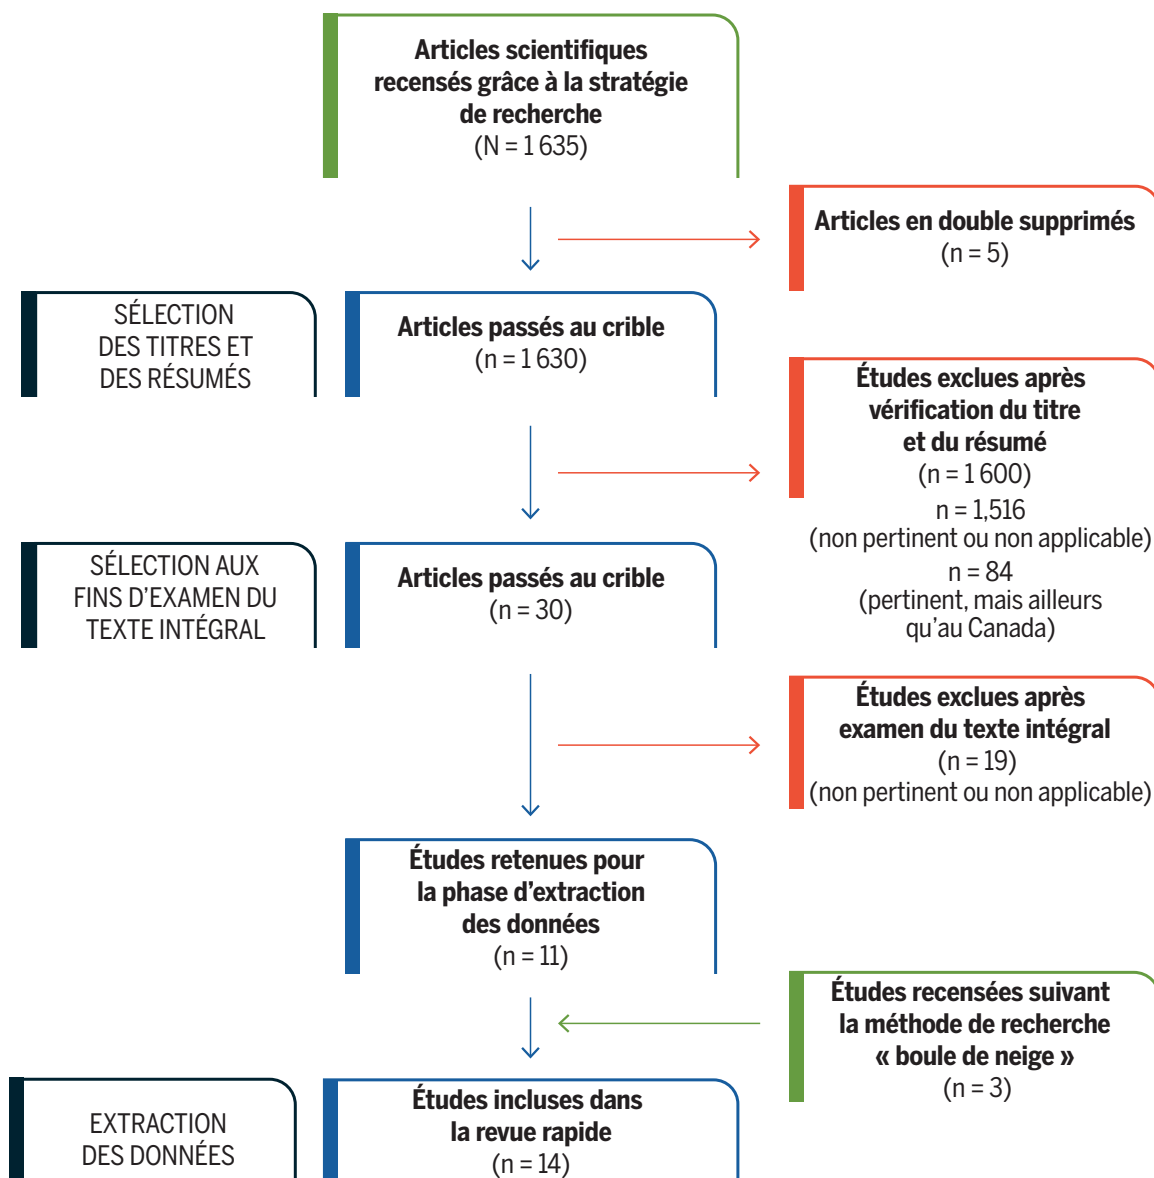 Articles scientifiques
recensés grâce à la stratégie
de recherche
(N = 1 635)
Articles en double supprimés
(n = 5)
SÉLECTION
DES TITRES ET
DES RÉSUMÉS
Articles passés au crible
(n = 1 630)
Études exclues après
vérification du titre
et du résumé
(n = 1 600)
n = 1,516
(non pertinent ou non applicable)
n = 84
(pertinent, mais ailleurs
qu’au Canada)
SÉLECTION AUX
FINS D’EXAMEN DU
TEXTE INTÉGRAL
Articles passés au crible
(n = 30)
Études exclues après
examen du texte intégral
(n = 19)
(non pertinent ou non applicable)
Études retenues pour
la phase d’extraction
des données
(n = 11)
Études recensées suivant
la méthode de recherche
« boule de neige »
(n = 3)
EXTRACTION
DES DONNÉES
Études incluses dans
la revue rapide
(n = 14)